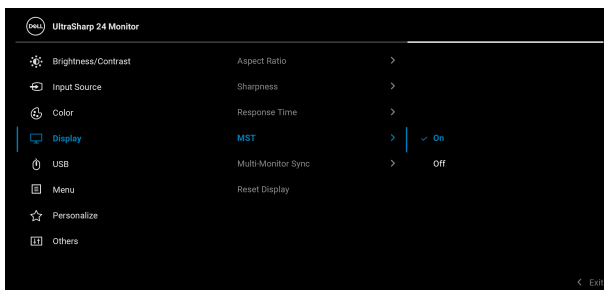 DELL UltraSharp 24 Monitor
Brightness/Contrast Aspect Ratio
Input Source Sharpness
Color Response Time
Display MST On
USB Multi-Monitor Sync Off
Menu Reset Display
Personalize
Others
Exit